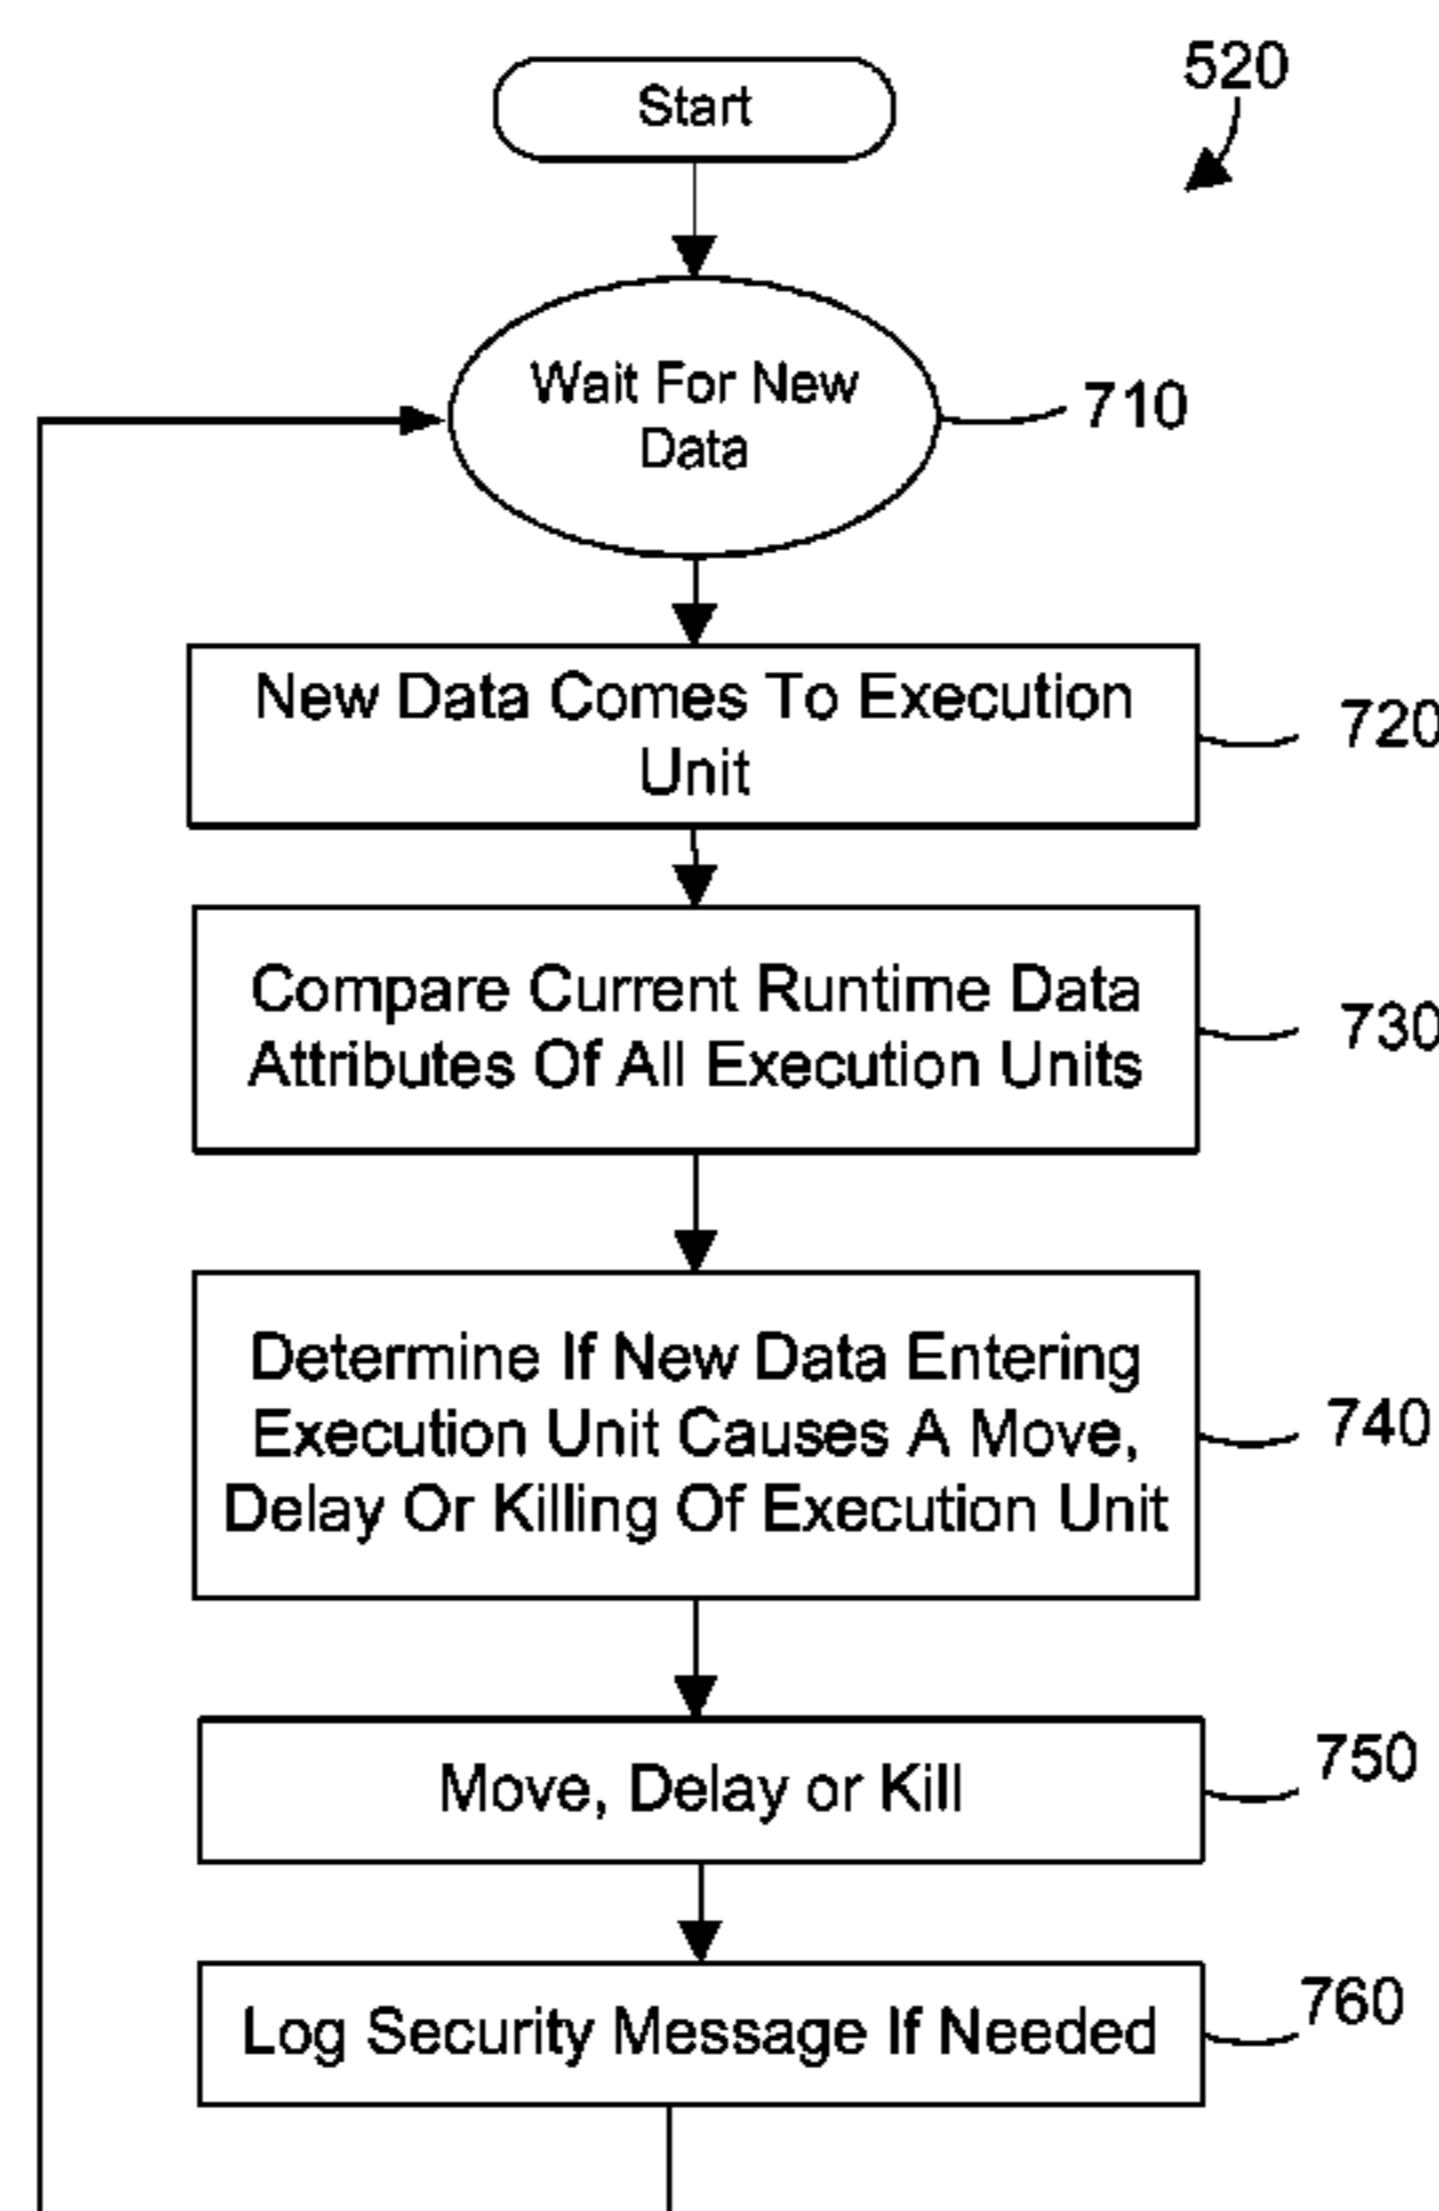 520
Start
Wait For New
Data
710
New Data Comes To Execution
Unit
720
Compare Current Runtime Data
Attributes Of All Execution Units
730
Determine If New Data Entering
Execution Unit Causes A Move,
Delay Or Killing Of Execution Unit
740
Move, Delay or Kill
750
Log Security Message If Needed
760